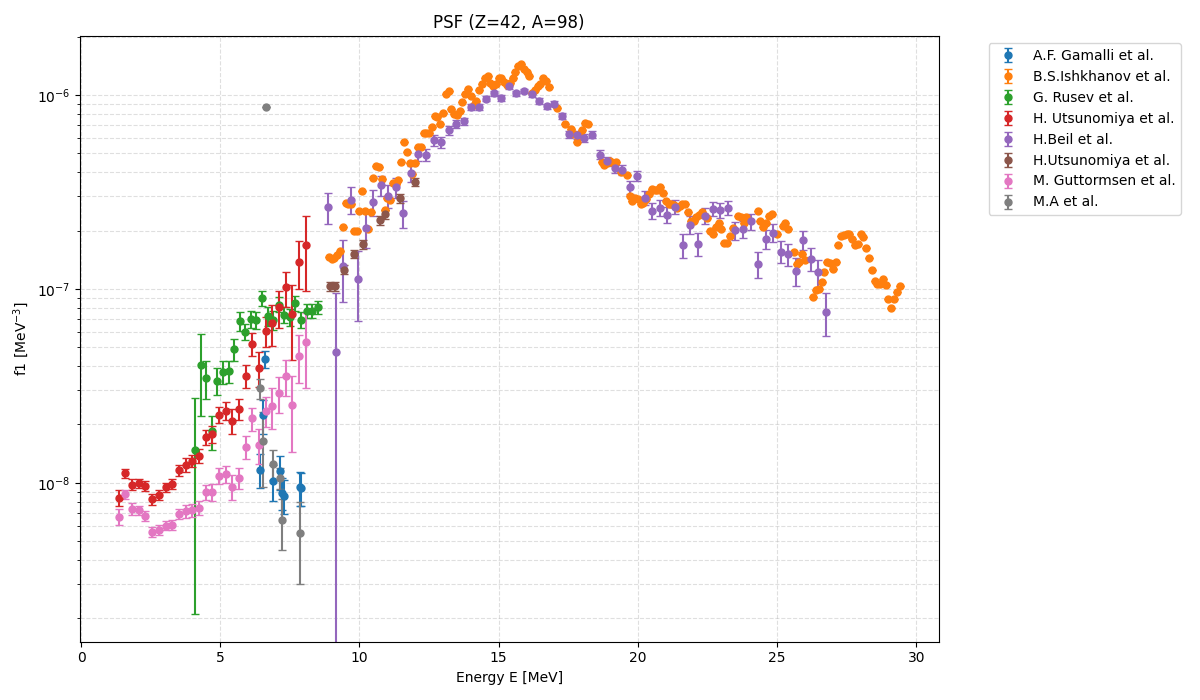 PSF (Z=42, A=98)
f1 [MeV⁻³]
10⁻⁶
10⁻⁷
10⁻⁸
0 5 10 15 20 25 30
Energy E [MeV]
A.F. Gamalli et al.
B.S.Ishkhanov et al.
G. Rusev et al.
H. Utsunomiya et al.
H.Beil et al.
H.Utsunomiya et al.
M. Guttormsen et al.
M.A et al.